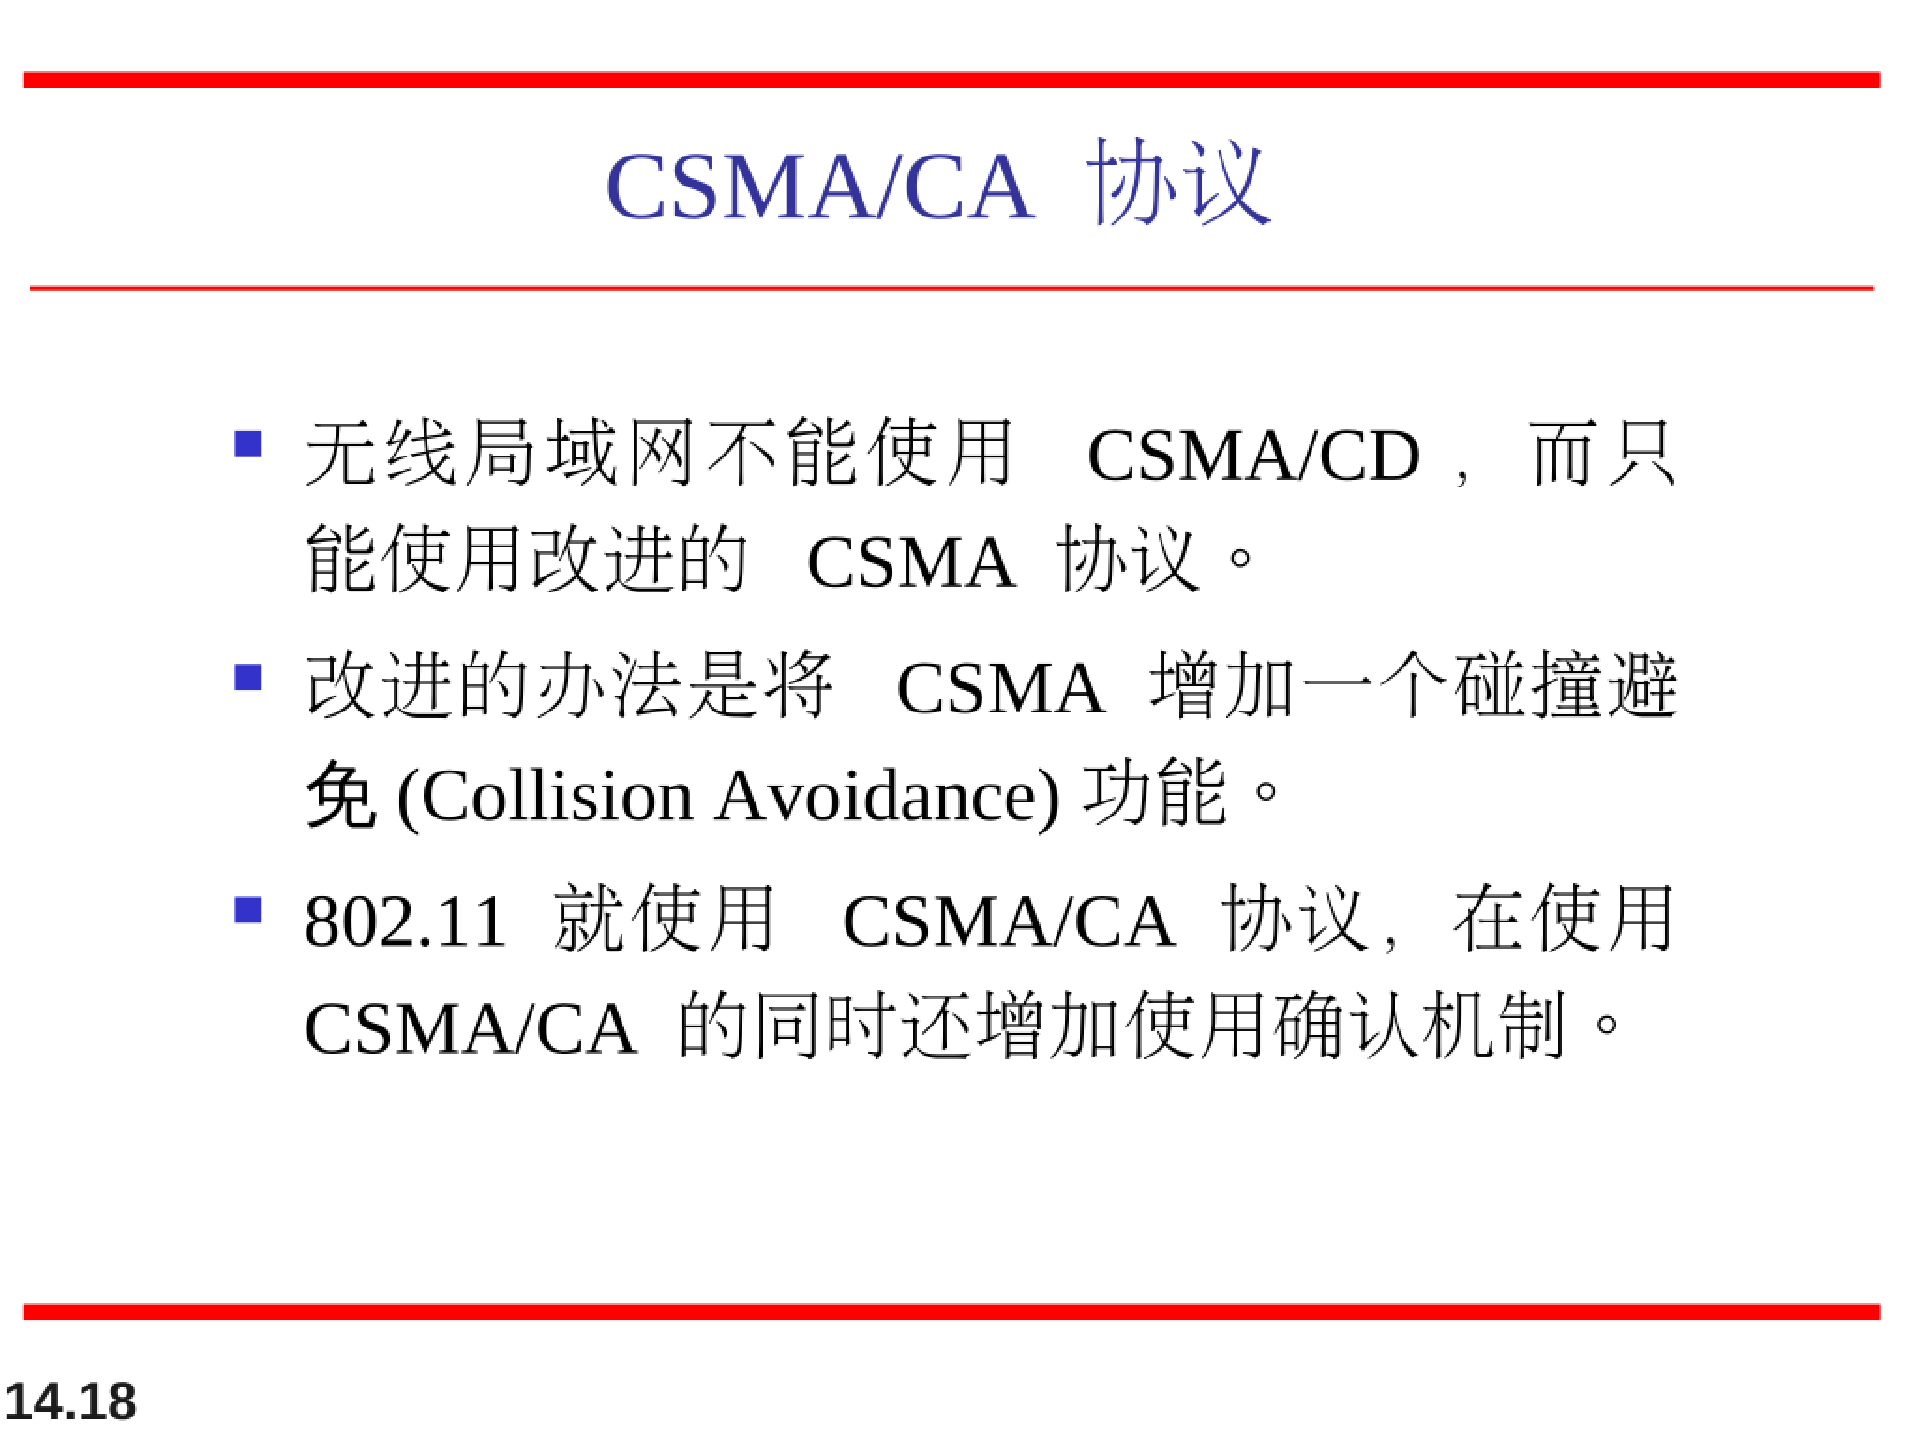 CSMA/CA 协议
无线局域网不能使用 CSMA/CD，而只
能使用改进的 CSMA 协议。
改进的办法是将 CSMA 增加一个碰撞避
免 (Collision Avoidance) 功能。
802.11 就使用 CSMA/CA 协议，在使用
CSMA/CA 的同时还增加使用确认机制。
14.18